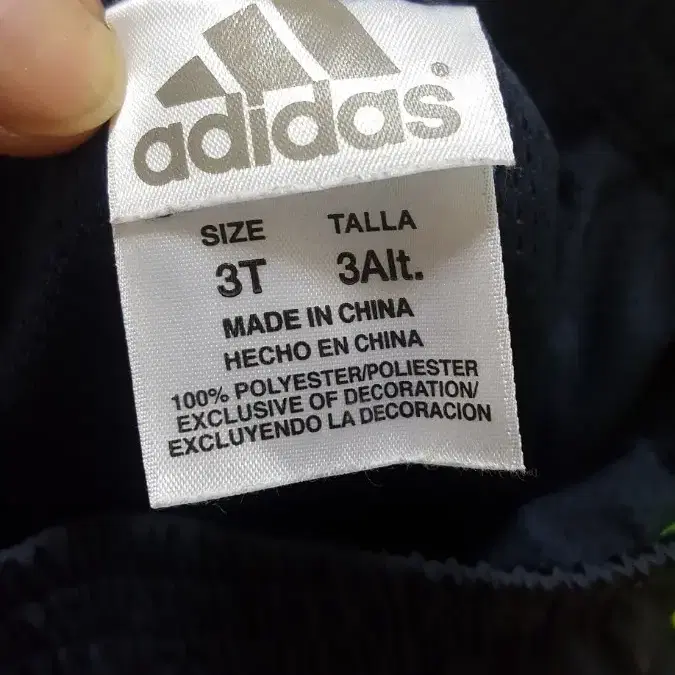 adidas®
SIZE TALLA
3T 3Alt.
MADE IN CHINA
HECHO EN CHINA
100% POLYESTER/POLIESTER
EXCLUSIVE OF DECORATION/
EXCLUYENDO LA DECORACION